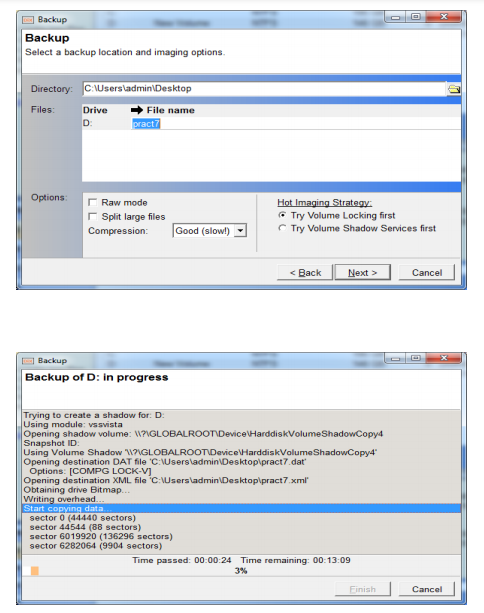 Backup
Backup
Select a backup location and imaging options.
Directory: C:\Users\admin\Desktop
Files: Drive File name
D: pract7
Options:
Raw mode
Split large files
Compression: Good (slow!)
Hot Imaging Strategy:
Try Volume Locking first
Try Volume Shadow Services first
< Back Next > Cancel
Backup
Backup of D: in progress
Trying to create a shadow for: D:
Using module: vssvista
Opening shadow volume: \\?\GLOBALROOT\Device\HarddiskVolumeShadowCopy4
Snapshot ID:
Using Volume Shadow '\\?\GLOBALROOT\Device\HarddiskVolumeShadowCopy4'
Opening destination DAT file 'C:\Users\admin\Desktop\pract7.dat'
Options: [COMPG LOCK-V]
Opening destination XML file 'C:\Users\admin\Desktop\pract7.xml'
Obtaining drive Bitmap...
Writing overhead...
Start copying data...
sector 0 (44440 sectors)
sector 44544 (88 sectors)
sector 6019920 (136296 sectors)
sector 6282064 (9904 sectors)
Time passed: 00:00:24 Time remaining: 00:13:09
3%
Finish Cancel